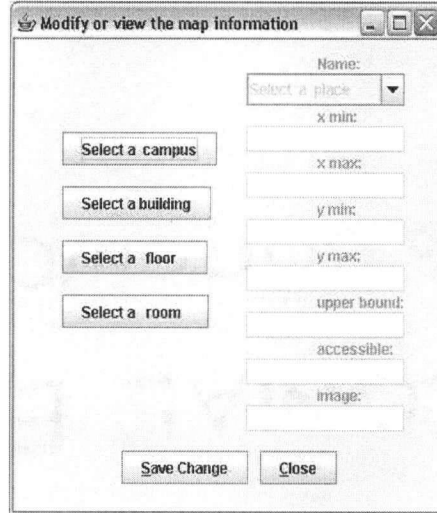 Modify or view the map information
Name:
Select a place
x min:
Select a campus
x max:
Select a building
y min:
Select a floor
y max:
Select a room
upper bound:
accessible:
image:
Save Change
Close